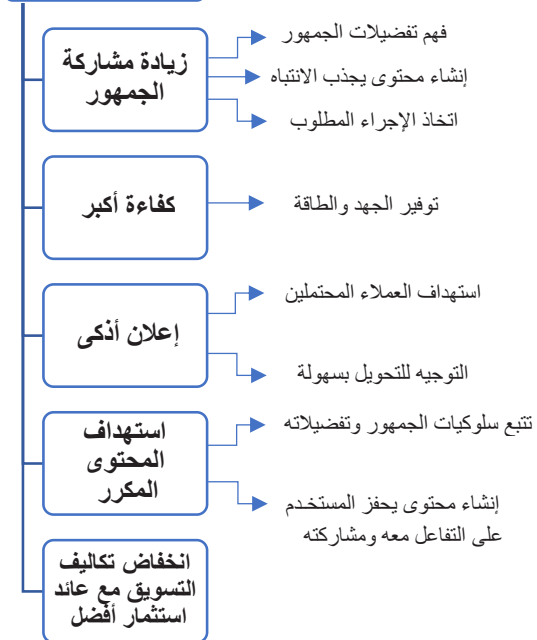 زيادة مشاركة
الجمهور
فهم تفضيلات الجمهور
إنشاء محتوى يجذب الانتباه
اتخاذ الإجراء المطلوب
كفاءة أكبر
توفير الجهد والطاقة
إعلان أذكى
استهداف العملاء المحتملين
التوجيه للتحويل بسهولة
استهداف
المحتوى
المكرر
تتبع سلوكيات الجمهور وتفضيلاته
إنشاء محتوى يحفز المستخدم
على التفاعل معه ومشاركته
انخفاض تكاليف
التسويق مع عائد
استثمار أفضل